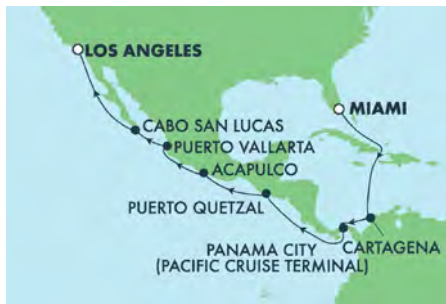 LOS ANGELES
MIAMI
CABO SAN LUCAS
PUERTO VALLARTA
ACAPULCO
PUERTO QUETZAL
PANAMA CITY
(PACIFIC CRUISE TERMINAL)
CARTAGENA